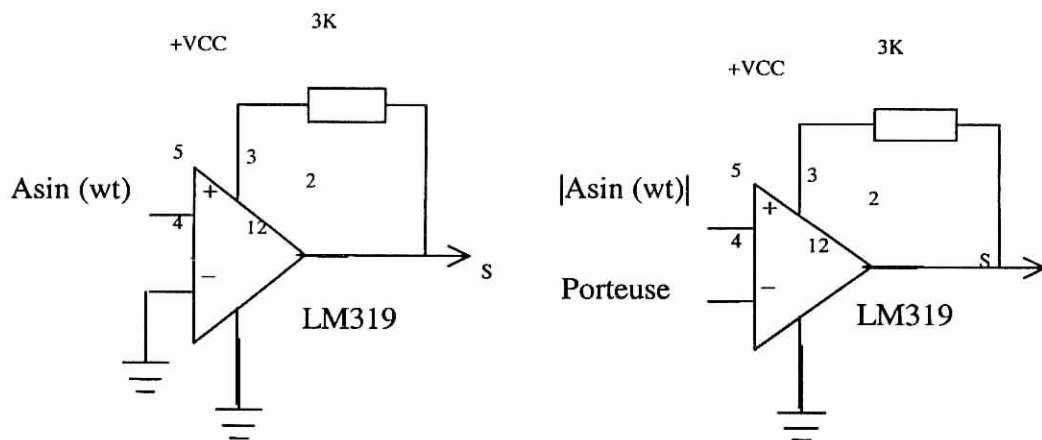 3K
+VCC
5
3
2
Asin (wt)
+
4
12
−
S
LM319
3K
+VCC
5
3
2
|Asin (wt)|
+
4
12
S
Porteuse
−
LM319